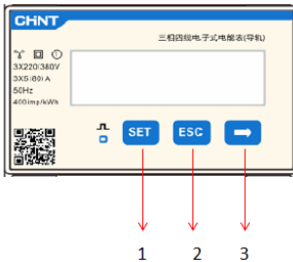 CHNT
三相四线电子式电能表(导轨)
3X220/380V
3X5(80)A
50Hz
400imp/kWh
SET
ESC
1
2
3